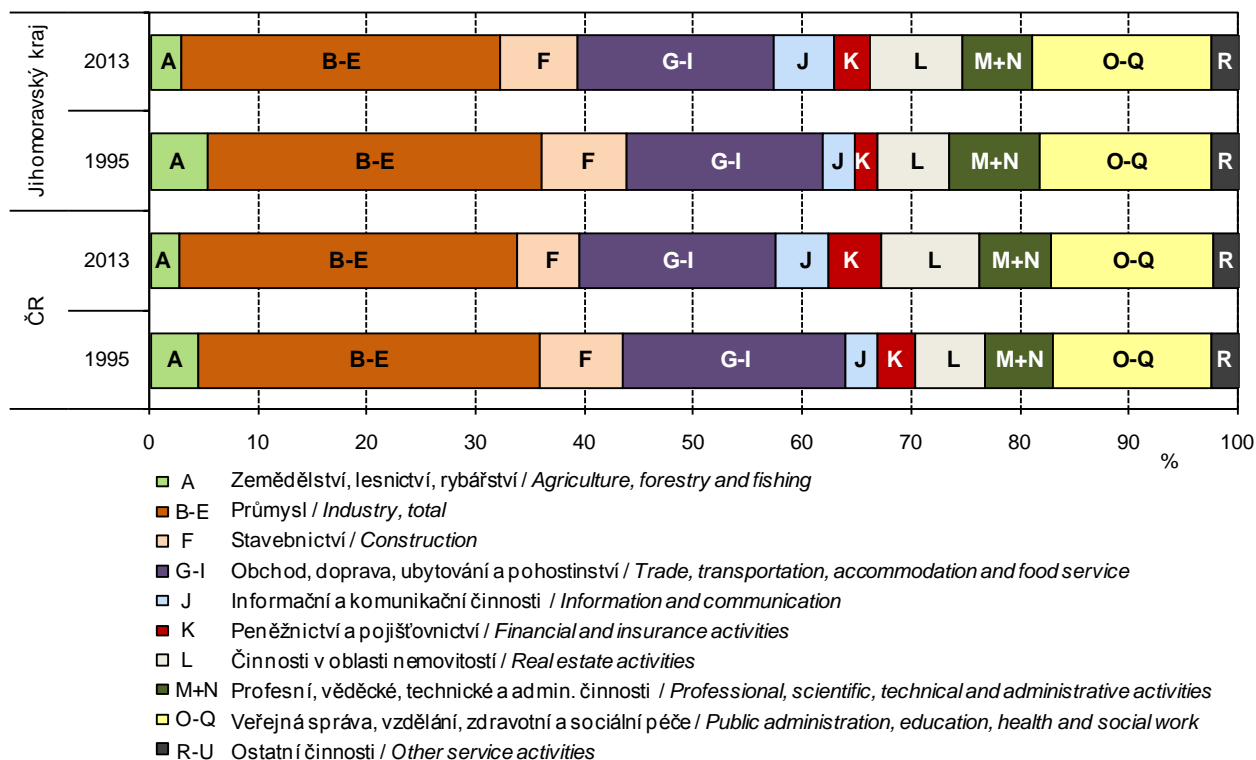 Jihomoravský kraj
2013
A B-E F G-I J K L M+N O-Q R
1995
A B-E F G-I J K L M+N O-Q R
ČR
2013
A B-E F G-I J K L M+N O-Q R
1995
A B-E F G-I J K L M+N O-Q R
0 10 20 30 40 50 60 70 80 90 100
%
A Zemědělství, lesnictví, rybářství / Agriculture, forestry and fishing
B-E Průmysl / Industry, total
F Stavebnictví / Construction
G-I Obchod, doprava, ubytování a pohostinství / Trade, transportation, accommodation and food service
J Informační a komunikační činnosti / Information and communication
K Peněžnictví a pojišťovnictví / Financial and insurance activities
L Činnosti v oblasti nemovitostí / Real estate activities
M+N Profesní, věděcké, technické a admin. činnosti / Professional, scientific, technical and administrative activities
O-Q Veřejná správa, vzdělání, zdravotní a sociální péče / Public administration, education, health and social work
R-U Ostatní činnosti / Other service activities